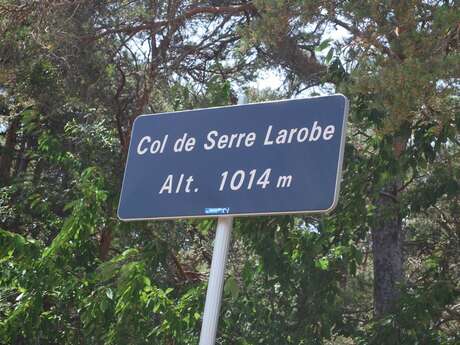 Col de Serre Larobe
Alt. 1014 m